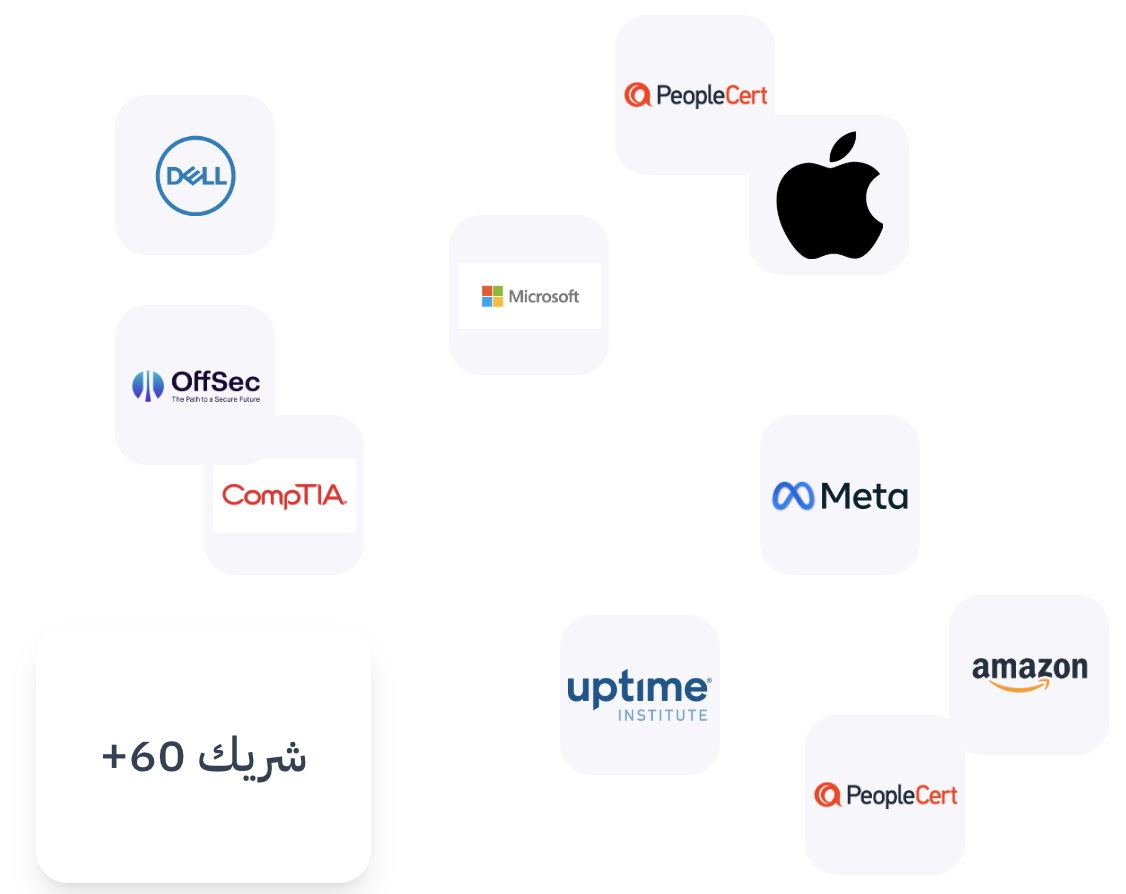 PeopleCert
DELL
Microsoft
OffSec
The Path to a Secure Future
CompTIA.
Meta
amazon
uptime®
INSTITUTE
شريك 60+
PeopleCert